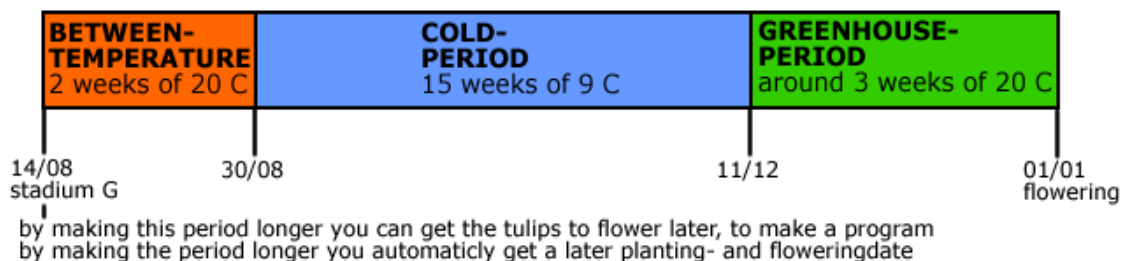 BETWEEN-
TEMPERATURE
2 weeks of 20 C
COLD-
PERIOD
15 weeks of 9 C
GREENHOUSE-
PERIOD
around 3 weeks of 20 C
14/08
stadium G
30/08
11/12
01/01
flowering
by making this period longer you can get the tulips to flower later, to make a program
by making the period longer you automaticly get a later planting- and floweringdate